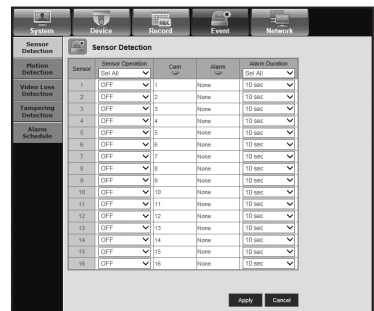 System Device Record Event Network
Sensor Detection
Motion Detection
Video Loss Detection
Tampering Detection
Alarm Schedule
Sensor Detection
Sensor Sensor Operation Cam Alarm Alarm Duration
Sel All Sel All
1 OFF 1 None 10 sec
2 OFF 2 None 10 sec
3 OFF 3 None 10 sec
4 OFF 4 None 10 sec
5 OFF 5 None 10 sec
6 OFF 6 None 10 sec
7 OFF 7 None 10 sec
8 OFF 8 None 10 sec
9 OFF 9 None 10 sec
10 OFF 10 None 10 sec
11 OFF 11 None 10 sec
12 OFF 12 None 10 sec
13 OFF 13 None 10 sec
14 OFF 14 None 10 sec
15 OFF 15 None 10 sec
16 OFF 16 None 10 sec
Apply Cancel